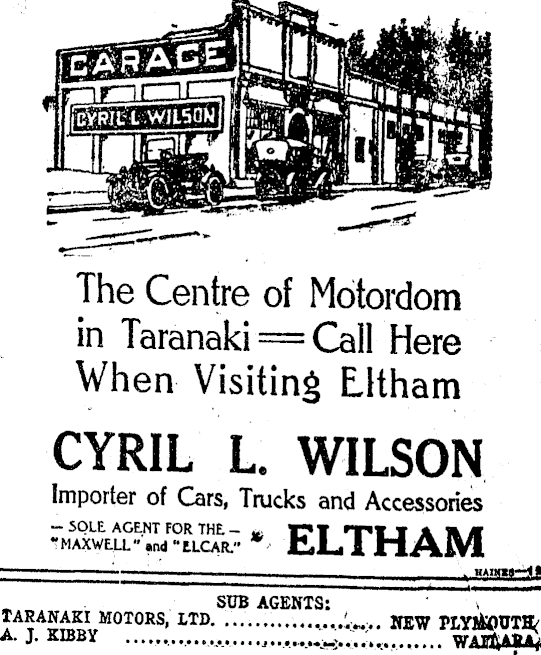 GARAGE
CYRIL L. WILSON
The Centre of Motordom
in Taranaki = Call Here
When Visiting Eltham
CYRIL L. WILSON
Importer of Cars, Trucks and Accessories
— SOLE AGENT FOR THE —
"MAXWELL" and "ELCAR." ELTHAM
HAINES—
SUB AGENTS:
TARANAKI MOTORS, LTD. .................... NEW PLYMOUTH
A. J. KIBBY ........................................ WAITARA